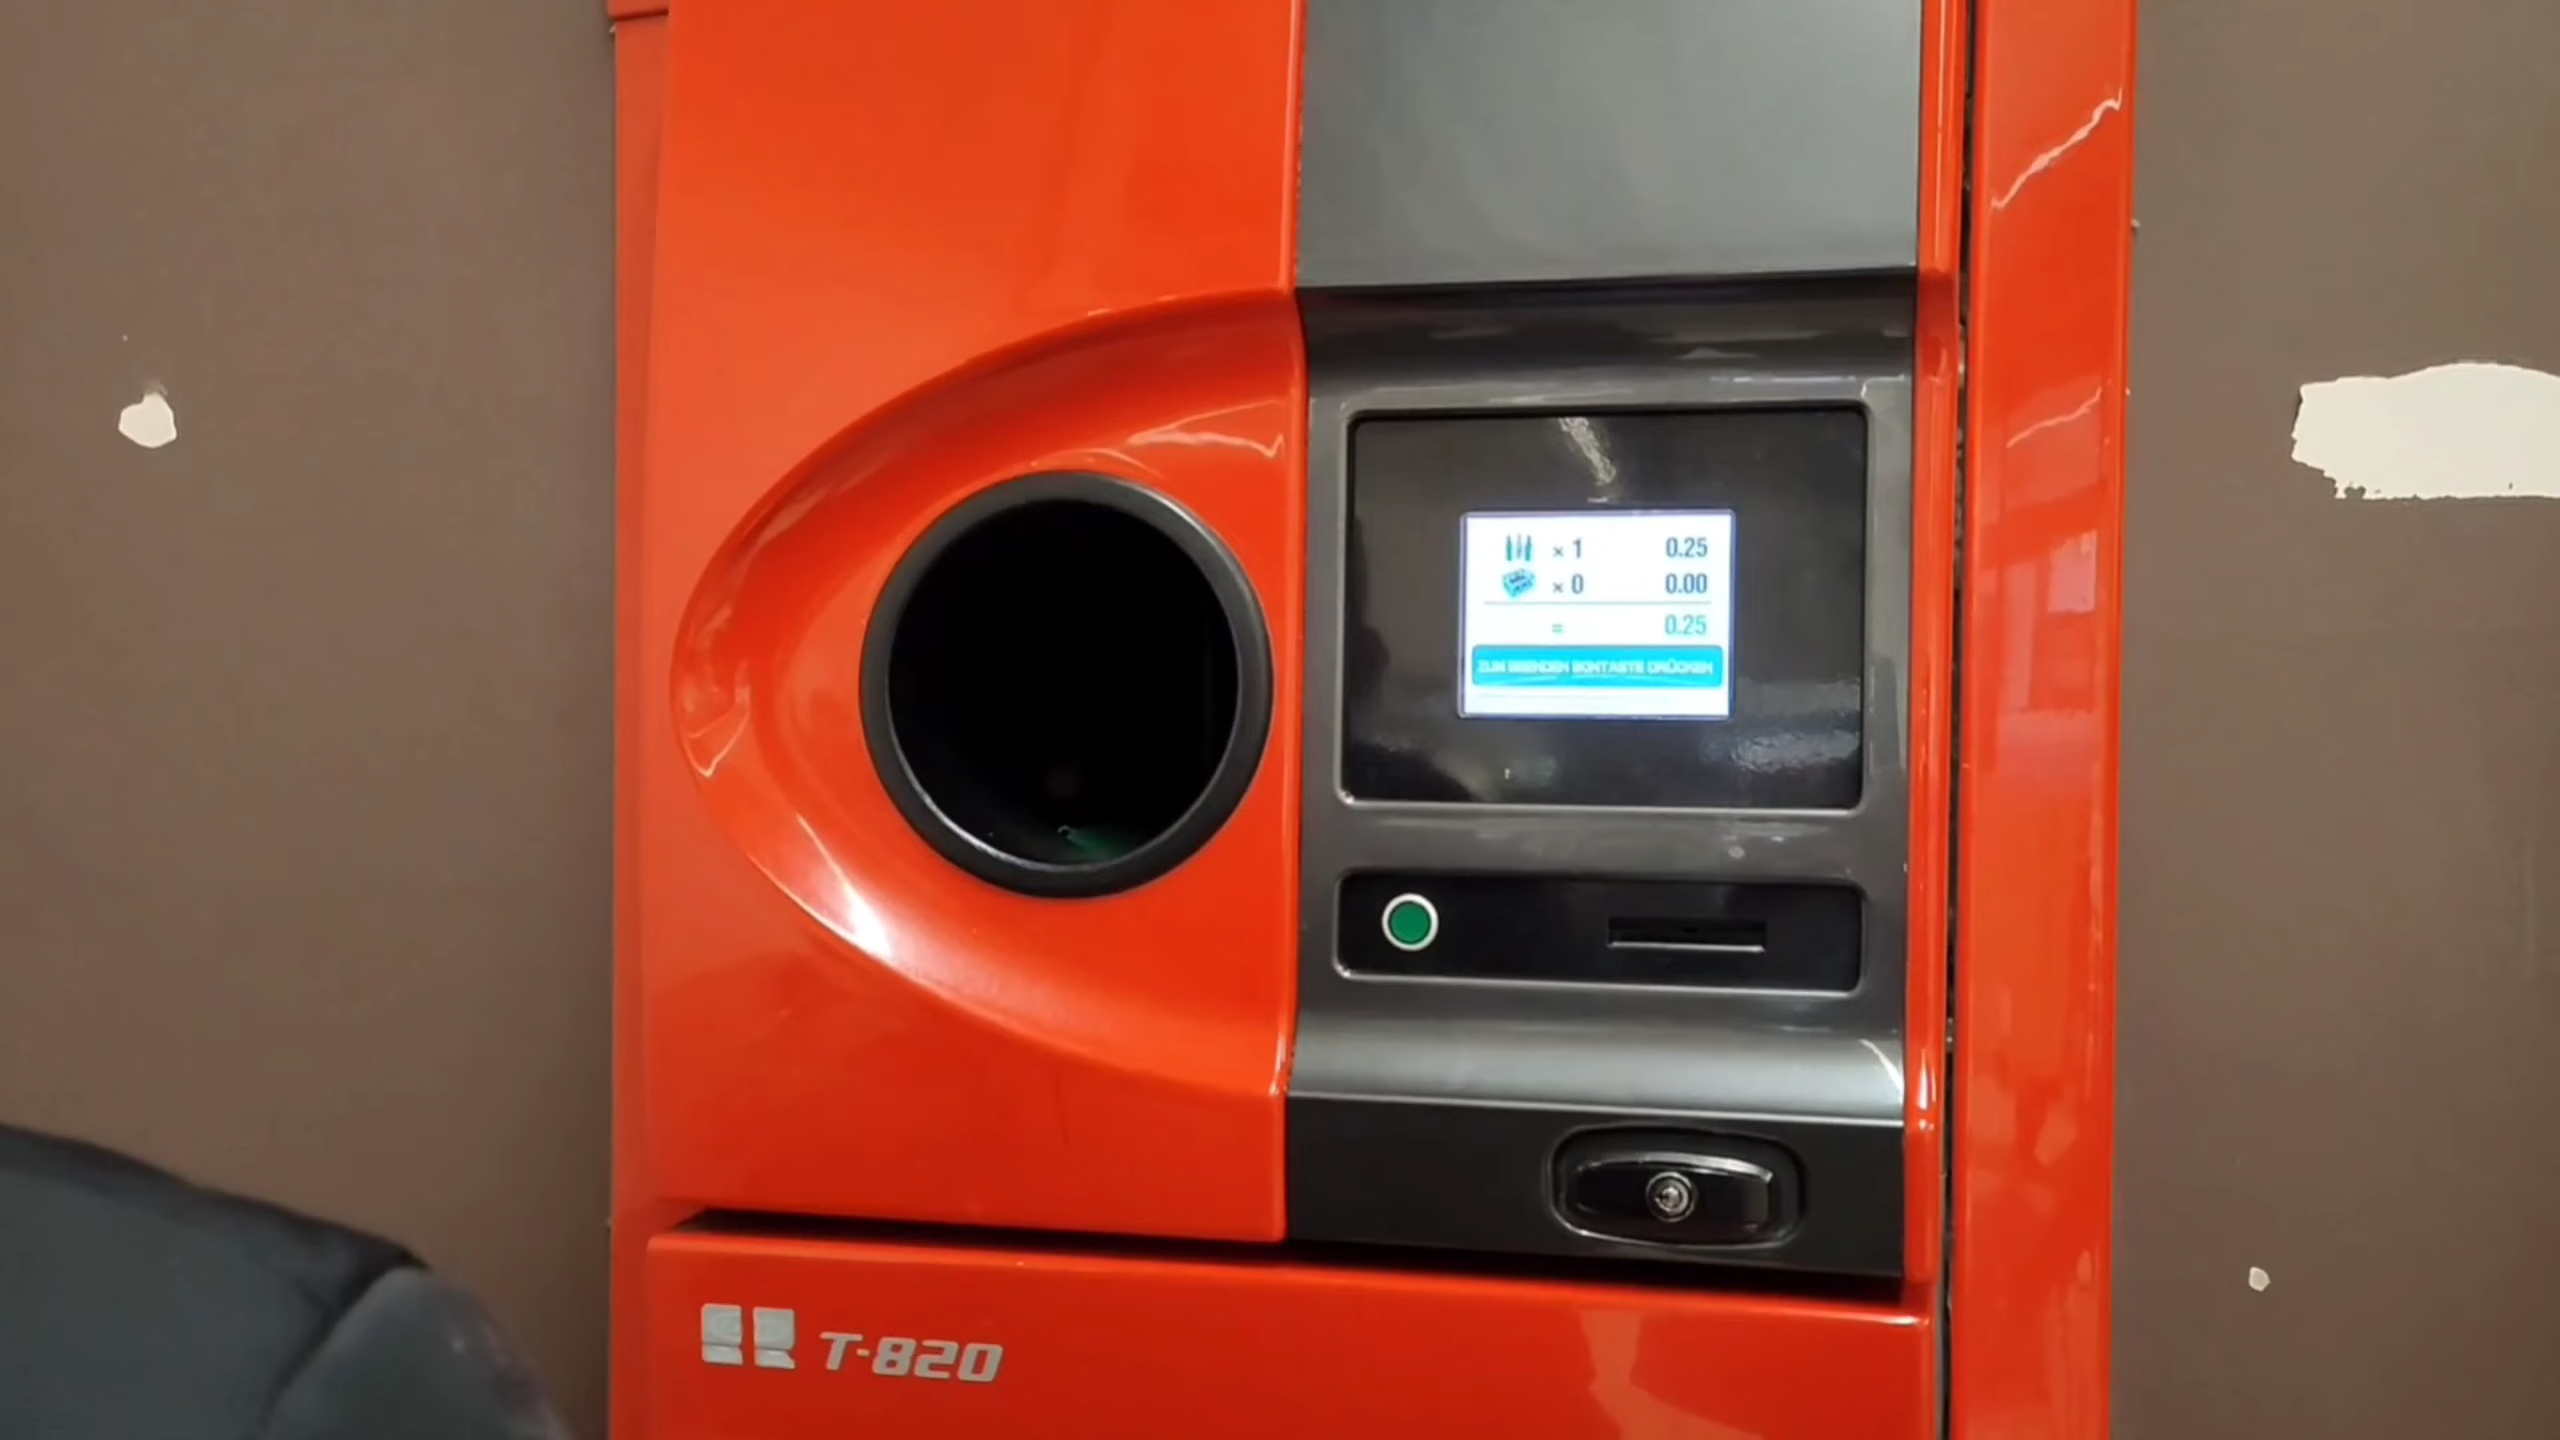 × 1 0.25
× 0 0.00
= 0.25
ZUM BEENDEN BONTASTE DRÜCKEN
T-820